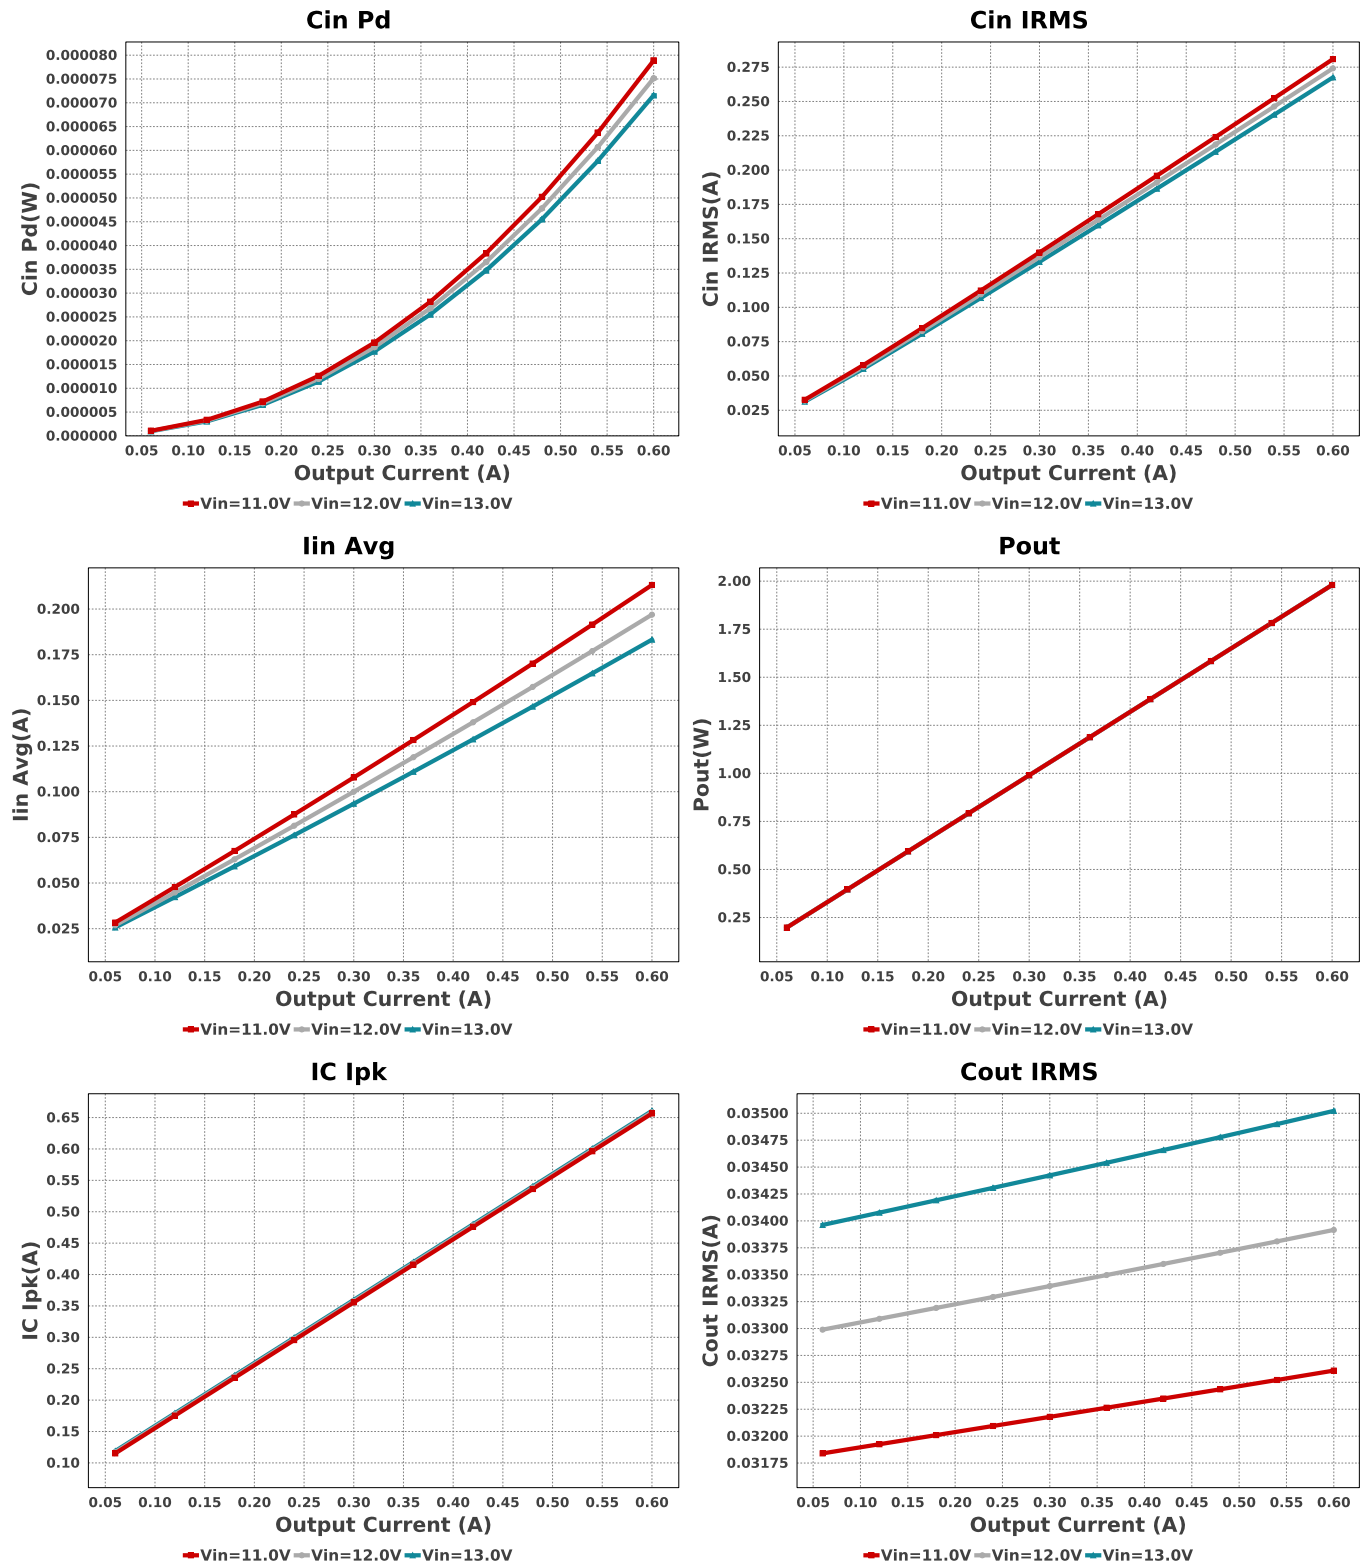 Cin Pd
Cin Pd(W)
0.000080
0.000075
0.000070
0.000065
0.000060
0.000055
0.000050
0.000045
0.000040
0.000035
0.000030
0.000025
0.000020
0.000015
0.000010
0.000005
0.000000
0.05 0.10 0.15 0.20 0.25 0.30 0.35 0.40 0.45 0.50 0.55 0.60
Output Current (A)
Vin=11.0V Vin=12.0V Vin=13.0V
Cin IRMS
Cin IRMS(A)
0.275
0.250
0.225
0.200
0.175
0.150
0.125
0.100
0.075
0.050
0.025
0.05 0.10 0.15 0.20 0.25 0.30 0.35 0.40 0.45 0.50 0.55 0.60
Output Current (A)
Vin=11.0V Vin=12.0V Vin=13.0V
Iin Avg
Iin Avg(A)
0.200
0.175
0.150
0.125
0.100
0.075
0.050
0.025
0.05 0.10 0.15 0.20 0.25 0.30 0.35 0.40 0.45 0.50 0.55 0.60
Output Current (A)
Vin=11.0V Vin=12.0V Vin=13.0V
Pout
Pout(W)
2.00
1.75
1.50
1.25
1.00
0.75
0.50
0.25
0.05 0.10 0.15 0.20 0.25 0.30 0.35 0.40 0.45 0.50 0.55 0.60
Output Current (A)
Vin=11.0V Vin=12.0V Vin=13.0V
IC Ipk
IC Ipk(A)
0.65
0.60
0.55
0.50
0.45
0.40
0.35
0.30
0.25
0.20
0.15
0.10
0.05 0.10 0.15 0.20 0.25 0.30 0.35 0.40 0.45 0.50 0.55 0.60
Output Current (A)
Vin=11.0V Vin=12.0V Vin=13.0V
Cout IRMS
Cout IRMS(A)
0.03500
0.03475
0.03450
0.03425
0.03400
0.03375
0.03350
0.03325
0.03300
0.03275
0.03250
0.03225
0.03200
0.03175
0.05 0.10 0.15 0.20 0.25 0.30 0.35 0.40 0.45 0.50 0.55 0.60
Output Current (A)
Vin=11.0V Vin=12.0V Vin=13.0V